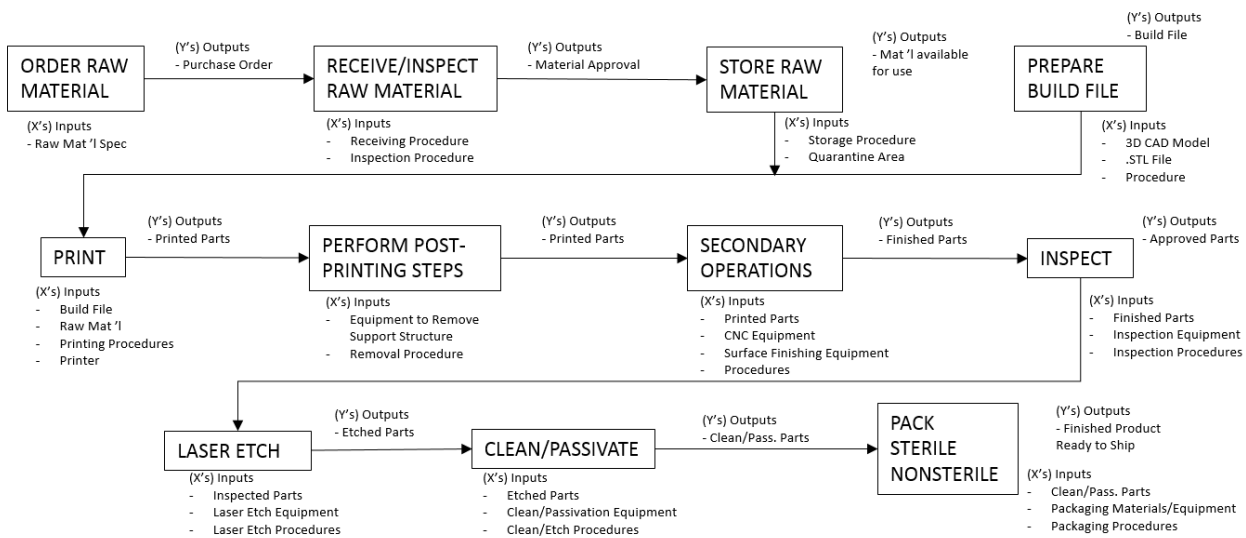 ORDER RAW
MATERIAL
(X's) Inputs
- Raw Mat 'l Spec
(Y's) Outputs
- Purchase Order
RECEIVE/INSPECT
RAW MATERIAL
(X's) Inputs
- Receiving Procedure
- Inspection Procedure
(Y's) Outputs
- Material Approval
STORE RAW
MATERIAL
(X's) Inputs
- Storage Procedure
- Quarantine Area
(Y's) Outputs
- Mat 'l available
for use
PREPARE
BUILD FILE
(Y's) Outputs
- Build File
(X's) Inputs
- 3D CAD Model
- .STL File
- Procedure
PRINT
(X's) Inputs
- Build File
- Raw Mat 'l
- Printing Procedures
- Printer
(Y's) Outputs
- Printed Parts
PERFORM POST-
PRINTING STEPS
(X's) Inputs
- Equipment to Remove
Support Structure
- Removal Procedure
(Y's) Outputs
- Printed Parts
SECONDARY
OPERATIONS
(X's) Inputs
- Printed Parts
- CNC Equipment
- Surface Finishing Equipment
- Procedures
(Y's) Outputs
- Finished Parts
INSPECT
(Y's) Outputs
- Approved Parts
(X's) Inputs
- Finished Parts
- Inspection Equipment
- Inspection Procedures
LASER ETCH
(X's) Inputs
- Inspected Parts
- Laser Etch Equipment
- Laser Etch Procedures
(Y's) Outputs
- Etched Parts
CLEAN/PASSIVATE
(X's) Inputs
- Etched Parts
- Clean/Passivation Equipment
- Clean/Etch Procedures
(Y's) Outputs
- Clean/Pass. Parts
PACK
STERILE
NONSTERILE
(Y's) Outputs
- Finished Product
Ready to Ship
(X's) Inputs
- Clean/Pass. Parts
- Packaging Materials/Equipment
- Packaging Procedures